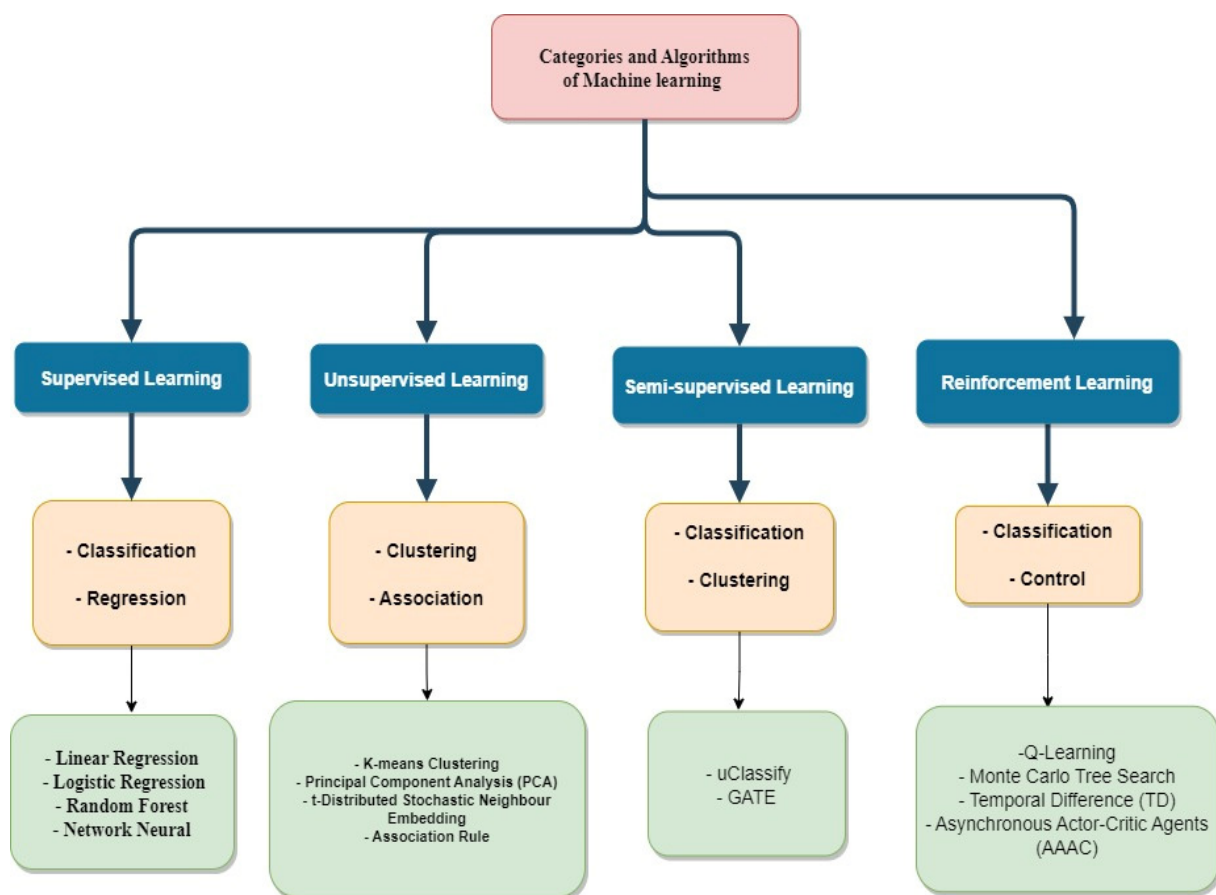 Categories and Algorithms
of Machine learning
Supervised Learning
Unsupervised Learning
Semi-supervised Learning
Reinforcement Learning
- Classification
- Regression
- Clustering
- Association
- Classification
- Clustering
- Classification
- Control
- Linear Regression
- Logistic Regression
- Random Forest
- Network Neural
- K-means Clustering
- Principal Component Analysis (PCA)
- t-Distributed Stochastic Neighbour
Embedding
- Association Rule
- uClassify
- GATE
-Q-Learning
- Monte Carlo Tree Search
- Temporal Difference (TD)
- Asynchronous Actor-Critic Agents
(AAAC)